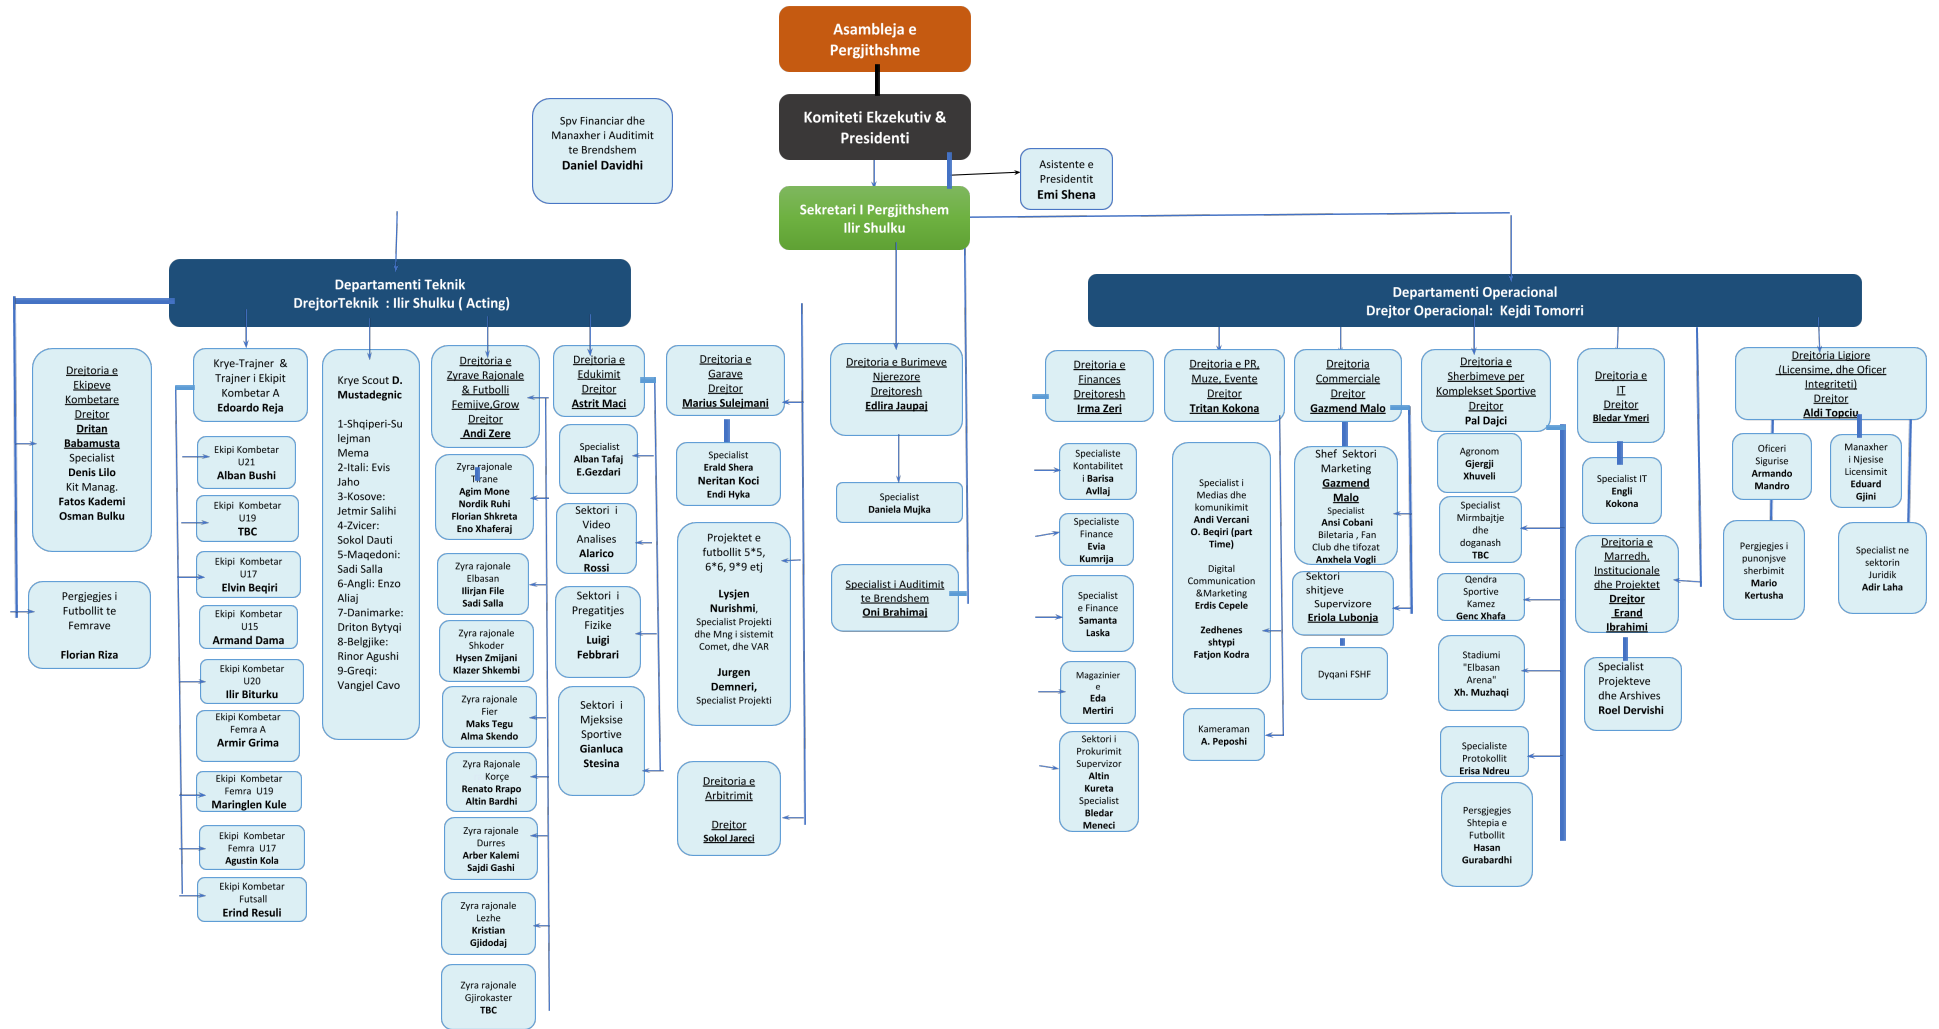 Asambleja e
Pergjithshme
Komiteti Ekzekutiv &
Presidenti
Spv Financiar dhe
Manaxher i Auditimit
te Brendshem
Daniel Davidhi
Asistente e
Presidentit
Emi Shena
Sekretari I Pergjithshem
Ilir Shulku
Departamenti Teknik
DrejtorTeknik : Ilir Shulku ( Acting)
Departamenti Operacional
Drejtor Operacional: Kejdi Tomorri
Drejtoria e
Ekipeve
Kombetare
Drejtor
Dritan
Babamusta
Specialist
Denis Lilo
Kit Manag.
Fatos Kademi
Osman Bulku
Pergjegjes i
Futbollit te
Femrave
Florian Riza
Krye-Trajner &
Trajner i Ekipit
Kombetar A
Edoardo Reja
Ekipi Kombetar
U21
Alban Bushi
Ekipi Kombetar
U19
TBC
Ekipi Kombetar
U17
Elvin Beqiri
Ekipi Kombetar
U15
Armand Dama
Ekipi Kombetar
U20
Ilir Biturku
Ekipi Kombetar
Femra A
Armir Grima
Ekipi Kombetar
Femra U19
Maringlen Kule
Ekipi Kombetar
Femra U17
Agustin Kola
Ekipi Kombetar
Futsall
Erind Resuli
Krye Scout D.
Mustadegnic
1-Shqiperi-Su
lejman
Mema
2-Itali: Evis
Jaho
3-Kosove:
Jetmir Salihi
4-Zvicer:
Sokol Dauti
5-Maqedoni:
Sadi Salla
6-Angli: Enzo
Aliaj
7-Danimarke:
Driton Bytyqi
8-Belgjike:
Rinor Agushi
9-Greqi:
Vangjel Cavo
Drejtoria e
Zyrave Rajonale
& Futbolli
Femijve,Grow
Drejtor
Andi Zere
Zyra rajonale
Tirane
Agim Mone
Nordik Ruhi
Florian Shkreta
Eno Xhaferaj
Zyra rajonale
Elbasan
Ilirjan File
Sadi Salla
Zyra rajonale
Shkoder
Hysen Zmijani
Klazer Shkembi
Zyra rajonale
Fier
Maks Tegu
Alma Skendo
Zyra Rajonale
Korçe
Renato Rrapo
Altin Bardhi
Zyra rajonale
Durres
Arber Kalemi
Sajdi Gashi
Zyra rajonale
Lezhe
Kristian
Gjidodaj
Zyra rajonale
Gjirokaster
TBC
Drejtoria e
Edukimit
Drejtor
Astrit Maci
Specialist
Alban Tafaj
E.Gezdari
Sektori i
Video
Analises
Alarico
Rossi
Sektori i
Pregatitjes
Fizike
Luigi
Febbrari
Sektori i
Mjeksise
Sportive
Gianluca
Stesina
Drejtoria e
Garave
Drejtor
Marius Sulejmani
Specialist
Erald Shera
Neritan Koci
Endi Hyka
Projektet e
futbollit 5*5,
6*6, 9*9 etj
Lysjen
Nurishmi,
Specialist Projekti
dhe Mng i sistemit
Comet, dhe VAR
Jurgen
Demneri,
Specialist Projekti
Drejtoria e
Arbitrimit
Drejtor
Sokol Jareci
Drejtoria e Burimeve
Njerezore
Drejtoresh
Edlira Jaupaj
Specialist
Daniela Mujka
Specialist i Auditimit
te Brendshem
Oni Brahimaj
Drejtoria e
Finances
Drejtoresh
Irma Zeri
Specialiste
Kontabilitet
i Barisa
Avllaj
Specialiste
Finance
Evia
Kumrija
Specialist
e Finance
Samanta
Laska
Magazinier
e
Eda
Mertiri
Sektori i
Prokurimit
Supervizor
Altin
Kureta
Specialist
Bledar
Meneci
Drejtoria e PR,
Muze, Evente
Drejtor
Tritan Kokona
Specialist i
Medias dhe
komunikimit
Andi Vercani
O. Beqiri (part
Time)
Digital
Communication
&Marketing
Erdis Cepele
Zedhenes
shtypi
Fatjon Kodra
Kameraman
A. Peposhi
Drejtoria
Commerciale
Drejtor
Gazmend Malo
Shef Sektori
Marketing
Gazmend
Malo
Specialist
Ansi Cobani
Biletaria , Fan
Club dhe tifozat
Anxhela Vogli
Sektori
shitjeve
Supervizore
Eriola Lubonja
Dyqani FSHF
Drejtoria e
Sherbimeve per
Komplekset Sportive
Drejtor
Pal Dajci
Agronom
Gjergji
Xhuveli
Specialist
Mirmbajtje
dhe
doganash
TBC
Qendra
Sportive
Kamez
Genc Xhafa
Stadiumi
"Elbasan
Arena"
Xh. Muzhaqi
Specialiste
Protokollit
Erisa Ndreu
Persgjegjes
Shtepia e
Futbollit
Hasan
Gurabardhi
Drejtoria e
IT
Drejtor
Bledar Ymeri
Specialist IT
Engli
Kokona
Drejtoria e
Marredh.
Institucionale
dhe Projektet
Drejtor
Erand
Ibrahimi
Specialist
Projekteve
dhe Arshives
Roel Dervishi
Drejtoria Ligjore
(Licensime, dhe Oficer
Integriteti)
Drejtor
Aldi Topciu
Oficeri
Sigurise
Armando
Mandro
Pergjegjes i
punonjsve
sherbimit
Mario
Kertusha
Manaxher
i Njesise
Licensimit
Eduard
Gjini
Specialist ne
sektorin
Juridik
Adir Laha